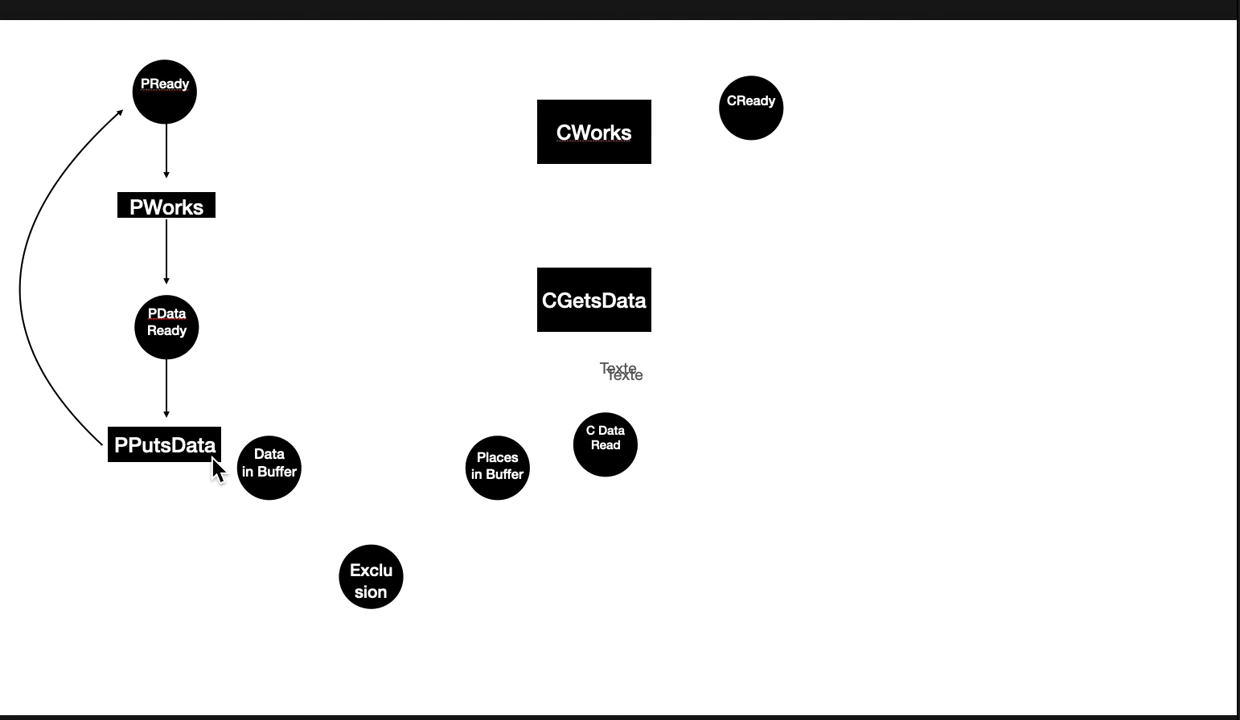 PReady
PWorks
PData
Ready
PPutsData
Data
in Buffer
Exclu
sion
Places
in Buffer
CWorks
CReady
CGetsData
Texte
Texte
C Data
Read